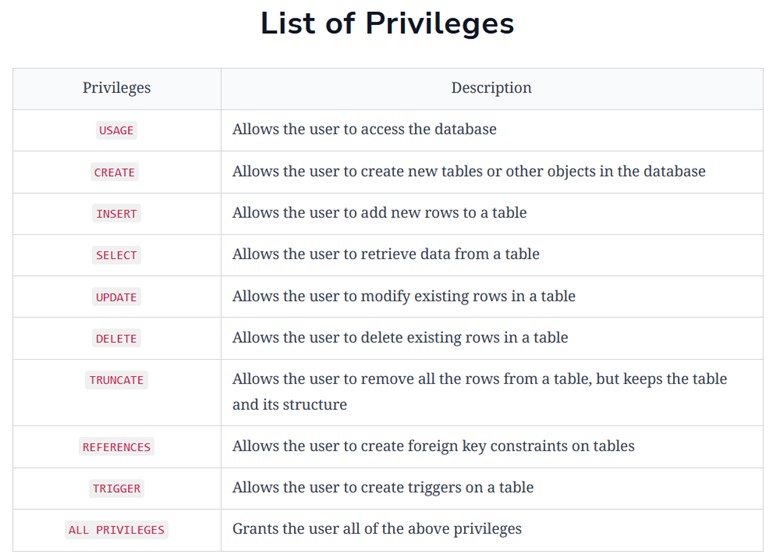 List of Privileges
Privileges Description
USAGE Allows the user to access the database
CREATE Allows the user to create new tables or other objects in the database
INSERT Allows the user to add new rows to a table
SELECT Allows the user to retrieve data from a table
UPDATE Allows the user to modify existing rows in a table
DELETE Allows the user to delete existing rows in a table
TRUNCATE Allows the user to remove all the rows from a table, but keeps the table
and its structure
REFERENCES Allows the user to create foreign key constraints on tables
TRIGGER Allows the user to create triggers on a table
ALL PRIVILEGES Grants the user all of the above privileges